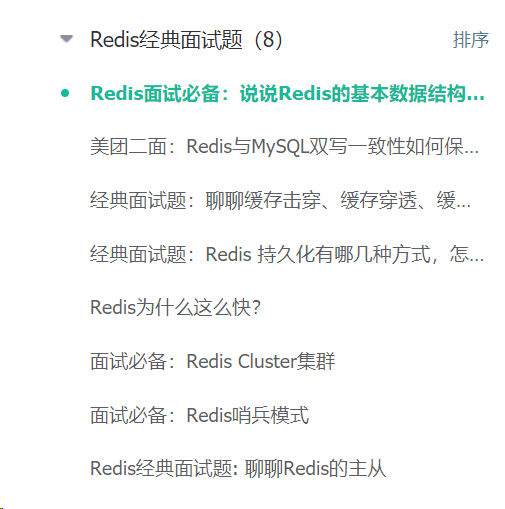 Redis经典面试题（8）
排序
Redis面试必备：说说Redis的基本数据结构...
美团二面：Redis与MySQL双写一致性如何保...
经典面试题：聊聊缓存击穿、缓存穿透、缓...
经典面试题：Redis 持久化有哪几种方式，怎...
Redis为什么这么快?
面试必备：Redis Cluster集群
面试必备：Redis哨兵模式
Redis经典面试题: 聊聊Redis的主从